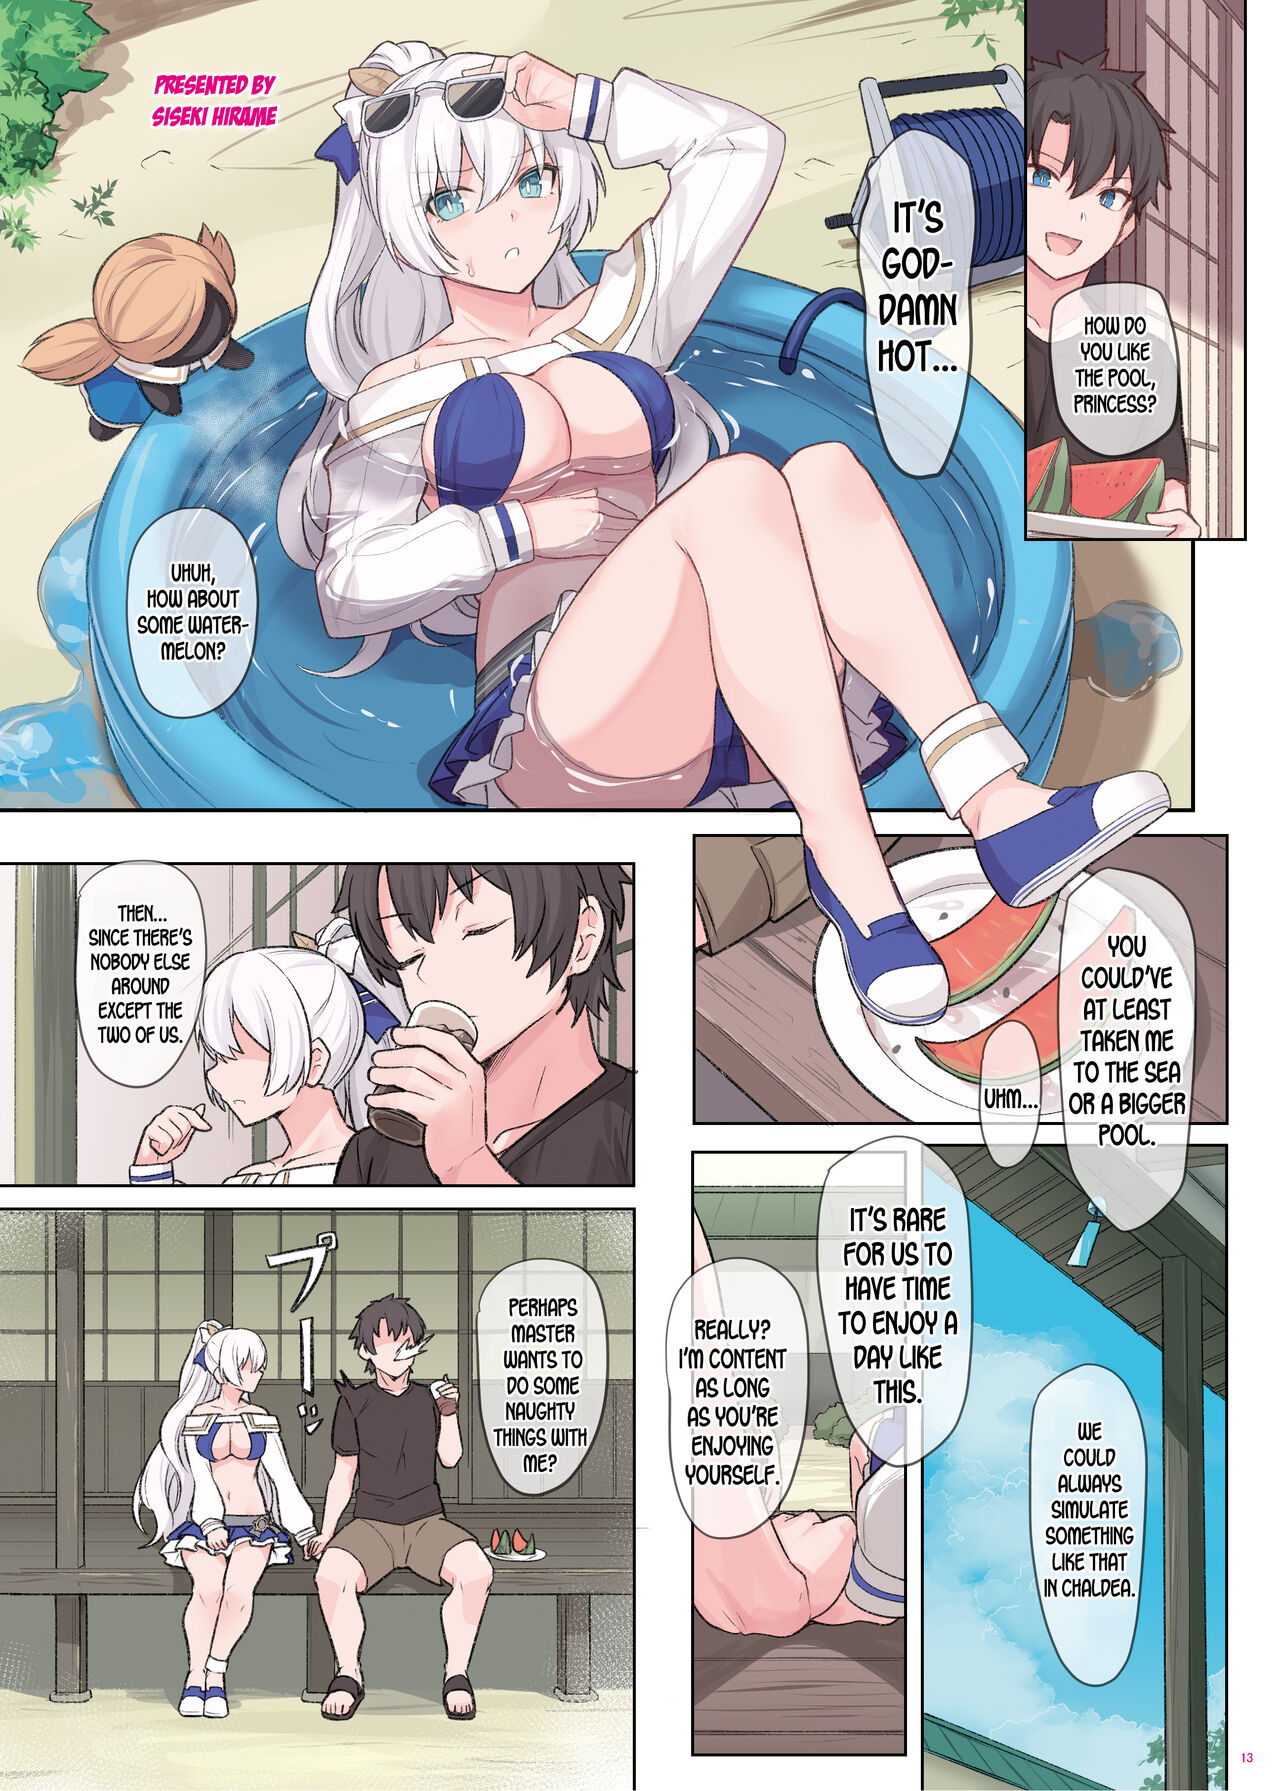 PRESENTED BY
SISEKI HIRAME
HOW DO
YOU LIKE
THE POOL,
PRINCESS?
IT'S
GOD-
DAMN
HOT...
UHUH,
HOW ABOUT
SOME WATER-
MELON?
YOU
COULD'VE
AT LEAST
TAKEN ME
TO THE SEA
OR A BIGGER
POOL.
UHM...
WE
COULD
ALWAYS
SIMULATE
SOMETHING
LIKE THAT
IN CHALDEA.
IT'S RARE
FOR US TO
HAVE TIME
TO ENJOY A
DAY LIKE
THIS.
REALLY?
I'M CONTENT
AS LONG
AS YOU'RE
ENJOYING
YOURSELF.
THEN...
SINCE THERE'S
NOBODY ELSE
AROUND
EXCEPT THE
TWO OF US.
PERHAPS
MASTER
WANTS TO
DO SOME
NAUGHTY
THINGS WITH
ME?
プーッ
13